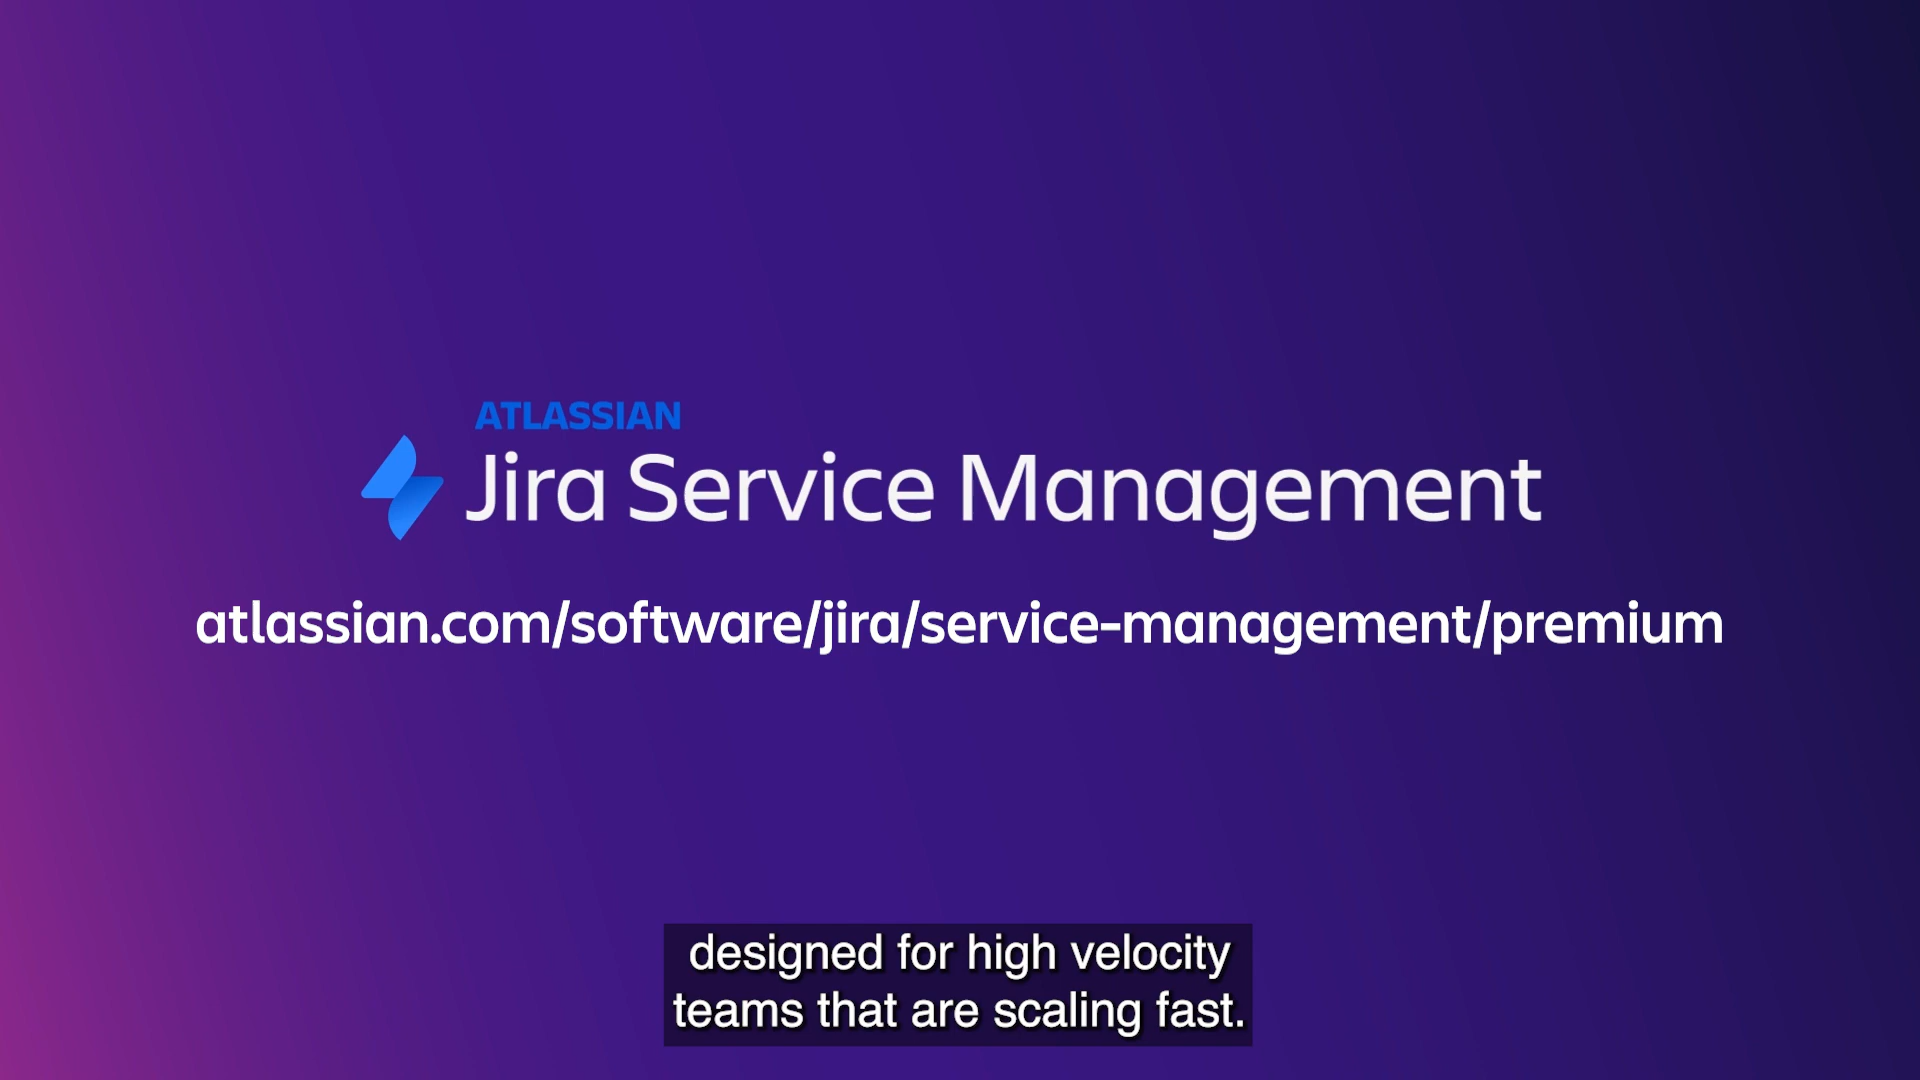 ATLASSIAN
Jira Service Management
atlassian.com/software/jira/service-management/premium
designed for high velocity
teams that are scaling fast.